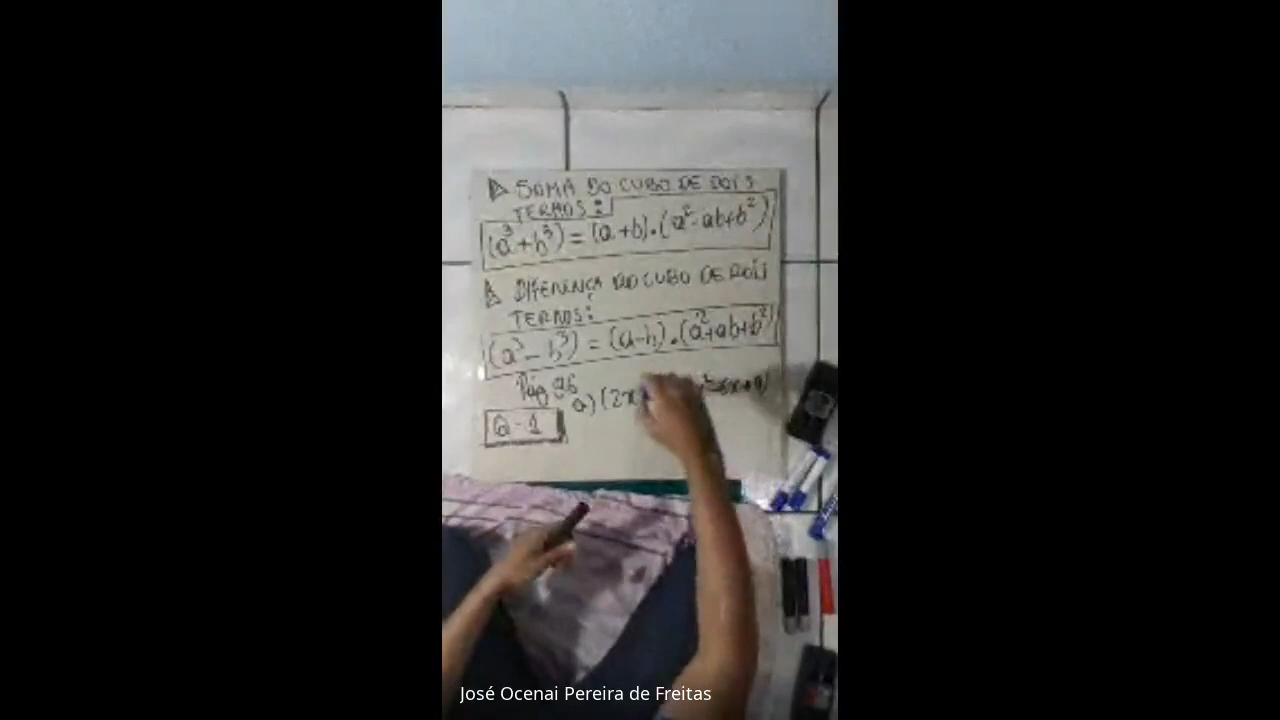 SOMA DO CUBO DE DOIS
TERMOS:
(a³+b³) = (a+b).(a²-ab+b²)
DIFERENÇA DO CUBO DE DOIS
TERMOS:
(a³-b³) = (a-b).(a²+ab+b²)
Pág 96
a) (2x
Q-1
José Ocenai Pereira de Freitas